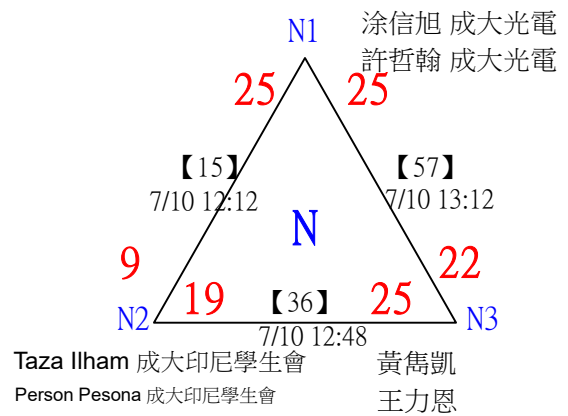 N1
涂信旭 成大光電
許哲翰 成大光電
25 25
【15】 【57】
7/10 12:12 7/10 13:12
N
9 22
19 【36】 25
N2 N3
7/10 12:48
Taza Ilham 成大印尼學生會 黃雋凱
Person Pesona 成大印尼學生會 王力恩